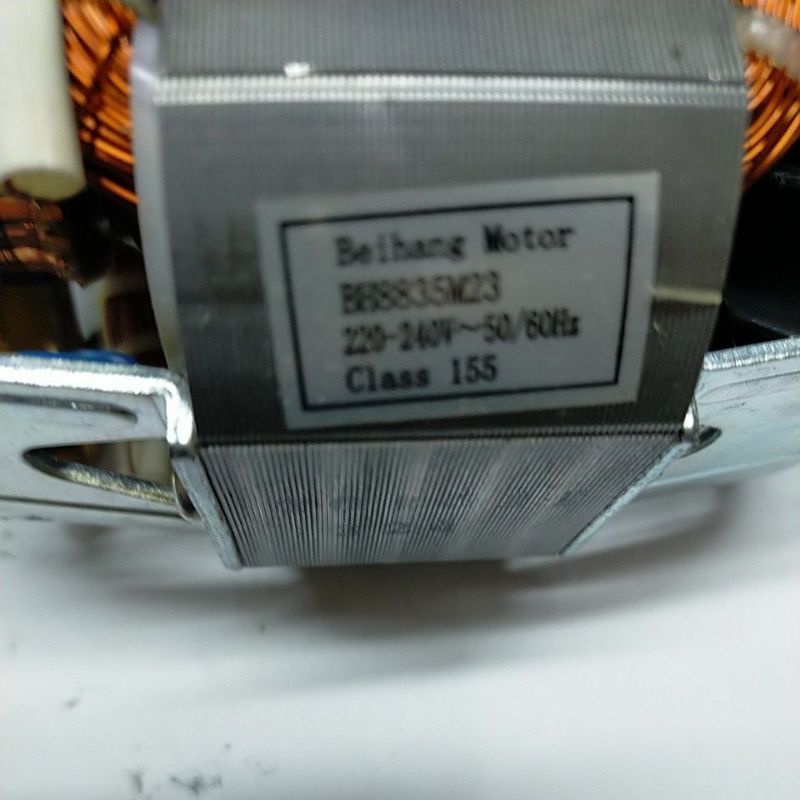 Beihang Motor
BH8835M23
220-240V～50/60Hz
Class 155